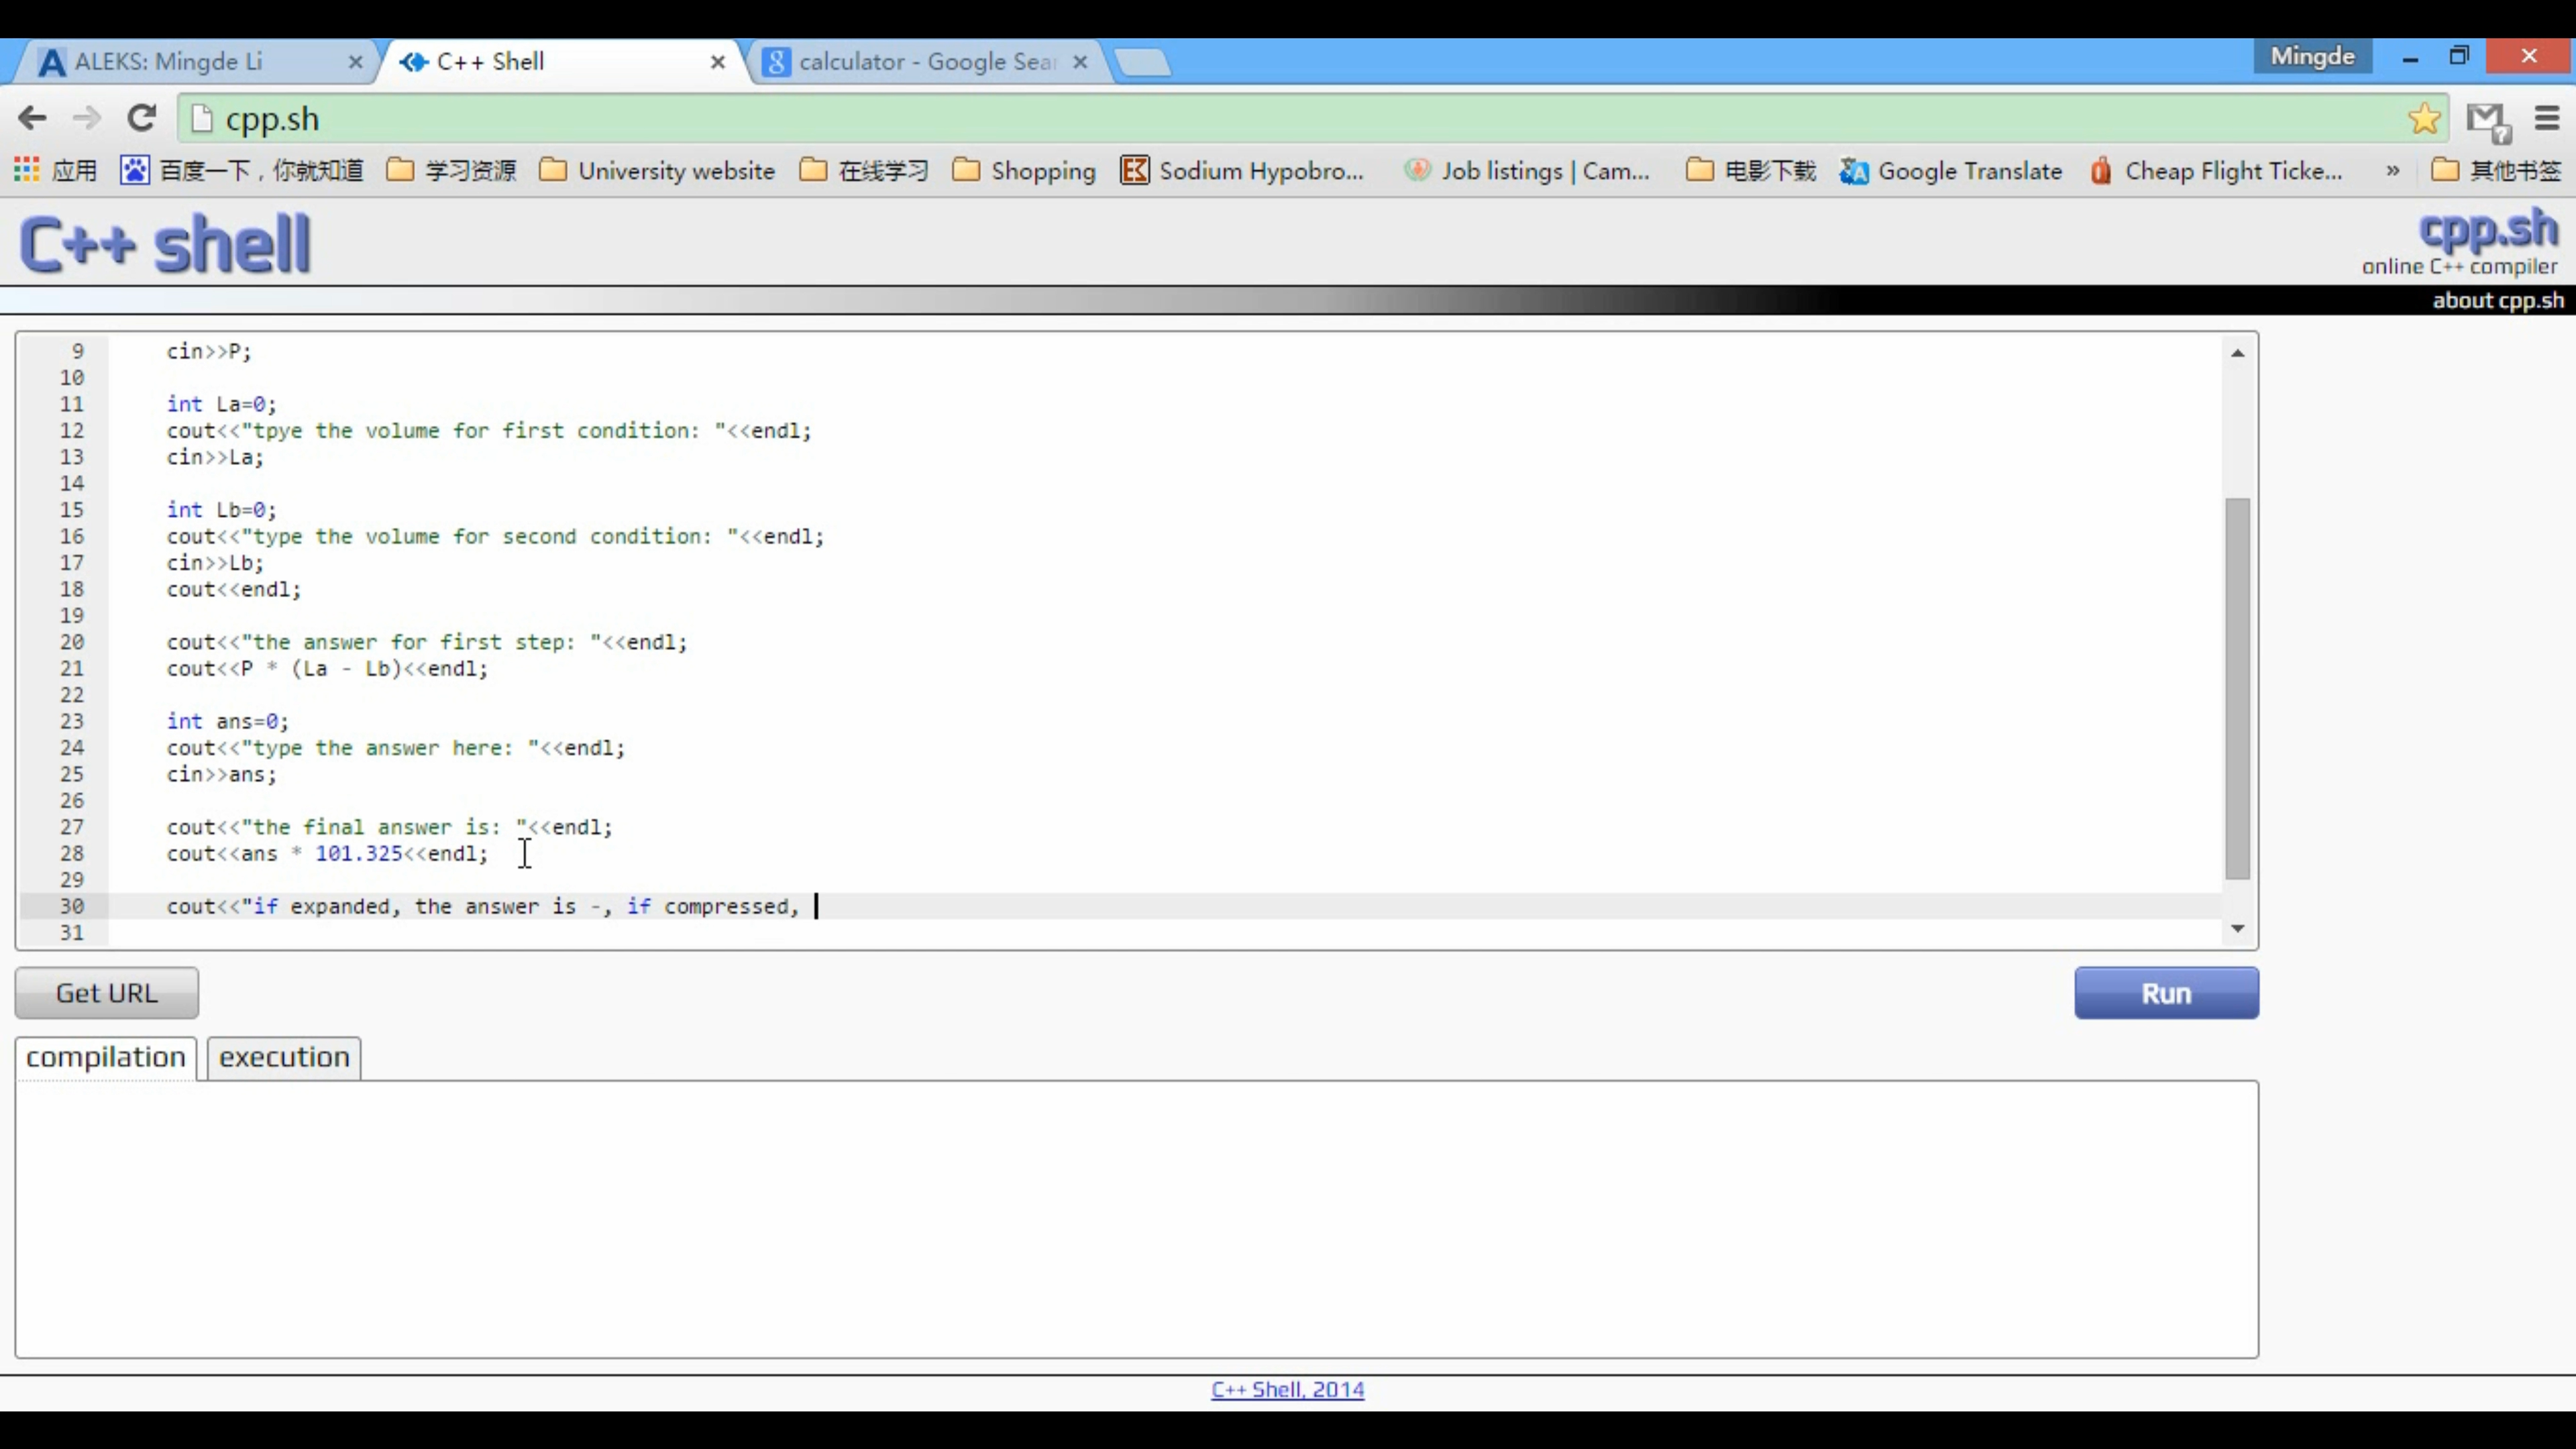 ALEKS: Mingde Li
C++ Shell
calculator - Google Sear
Mingde
cpp.sh
应用 百度一下，你就知道 学习资源 University website 在线学习 Shopping Sodium Hypobro... Job listings | Cam... 电影下载 Google Translate Cheap Flight Ticke... » 其他书签
C++ shell
cpp.sh
online C++ compiler
about cpp.sh
9 cin>>P;
10
11 int La=0;
12 cout<<"tpye the volume for first condition: "<<endl;
13 cin>>La;
14
15 int Lb=0;
16 cout<<"type the volume for second condition: "<<endl;
17 cin>>Lb;
18 cout<<endl;
19
20 cout<<"the answer for first step: "<<endl;
21 cout<<P * (La - Lb)<<endl;
22
23 int ans=0;
24 cout<<"type the answer here: "<<endl;
25 cin>>ans;
26
27 cout<<"the final answer is: "<<endl;
28 cout<<ans * 101.325<<endl;
29
30 cout<<"if expanded, the answer is -, if compressed,
31
Get URL
Run
compilation execution
C++ Shell, 2014